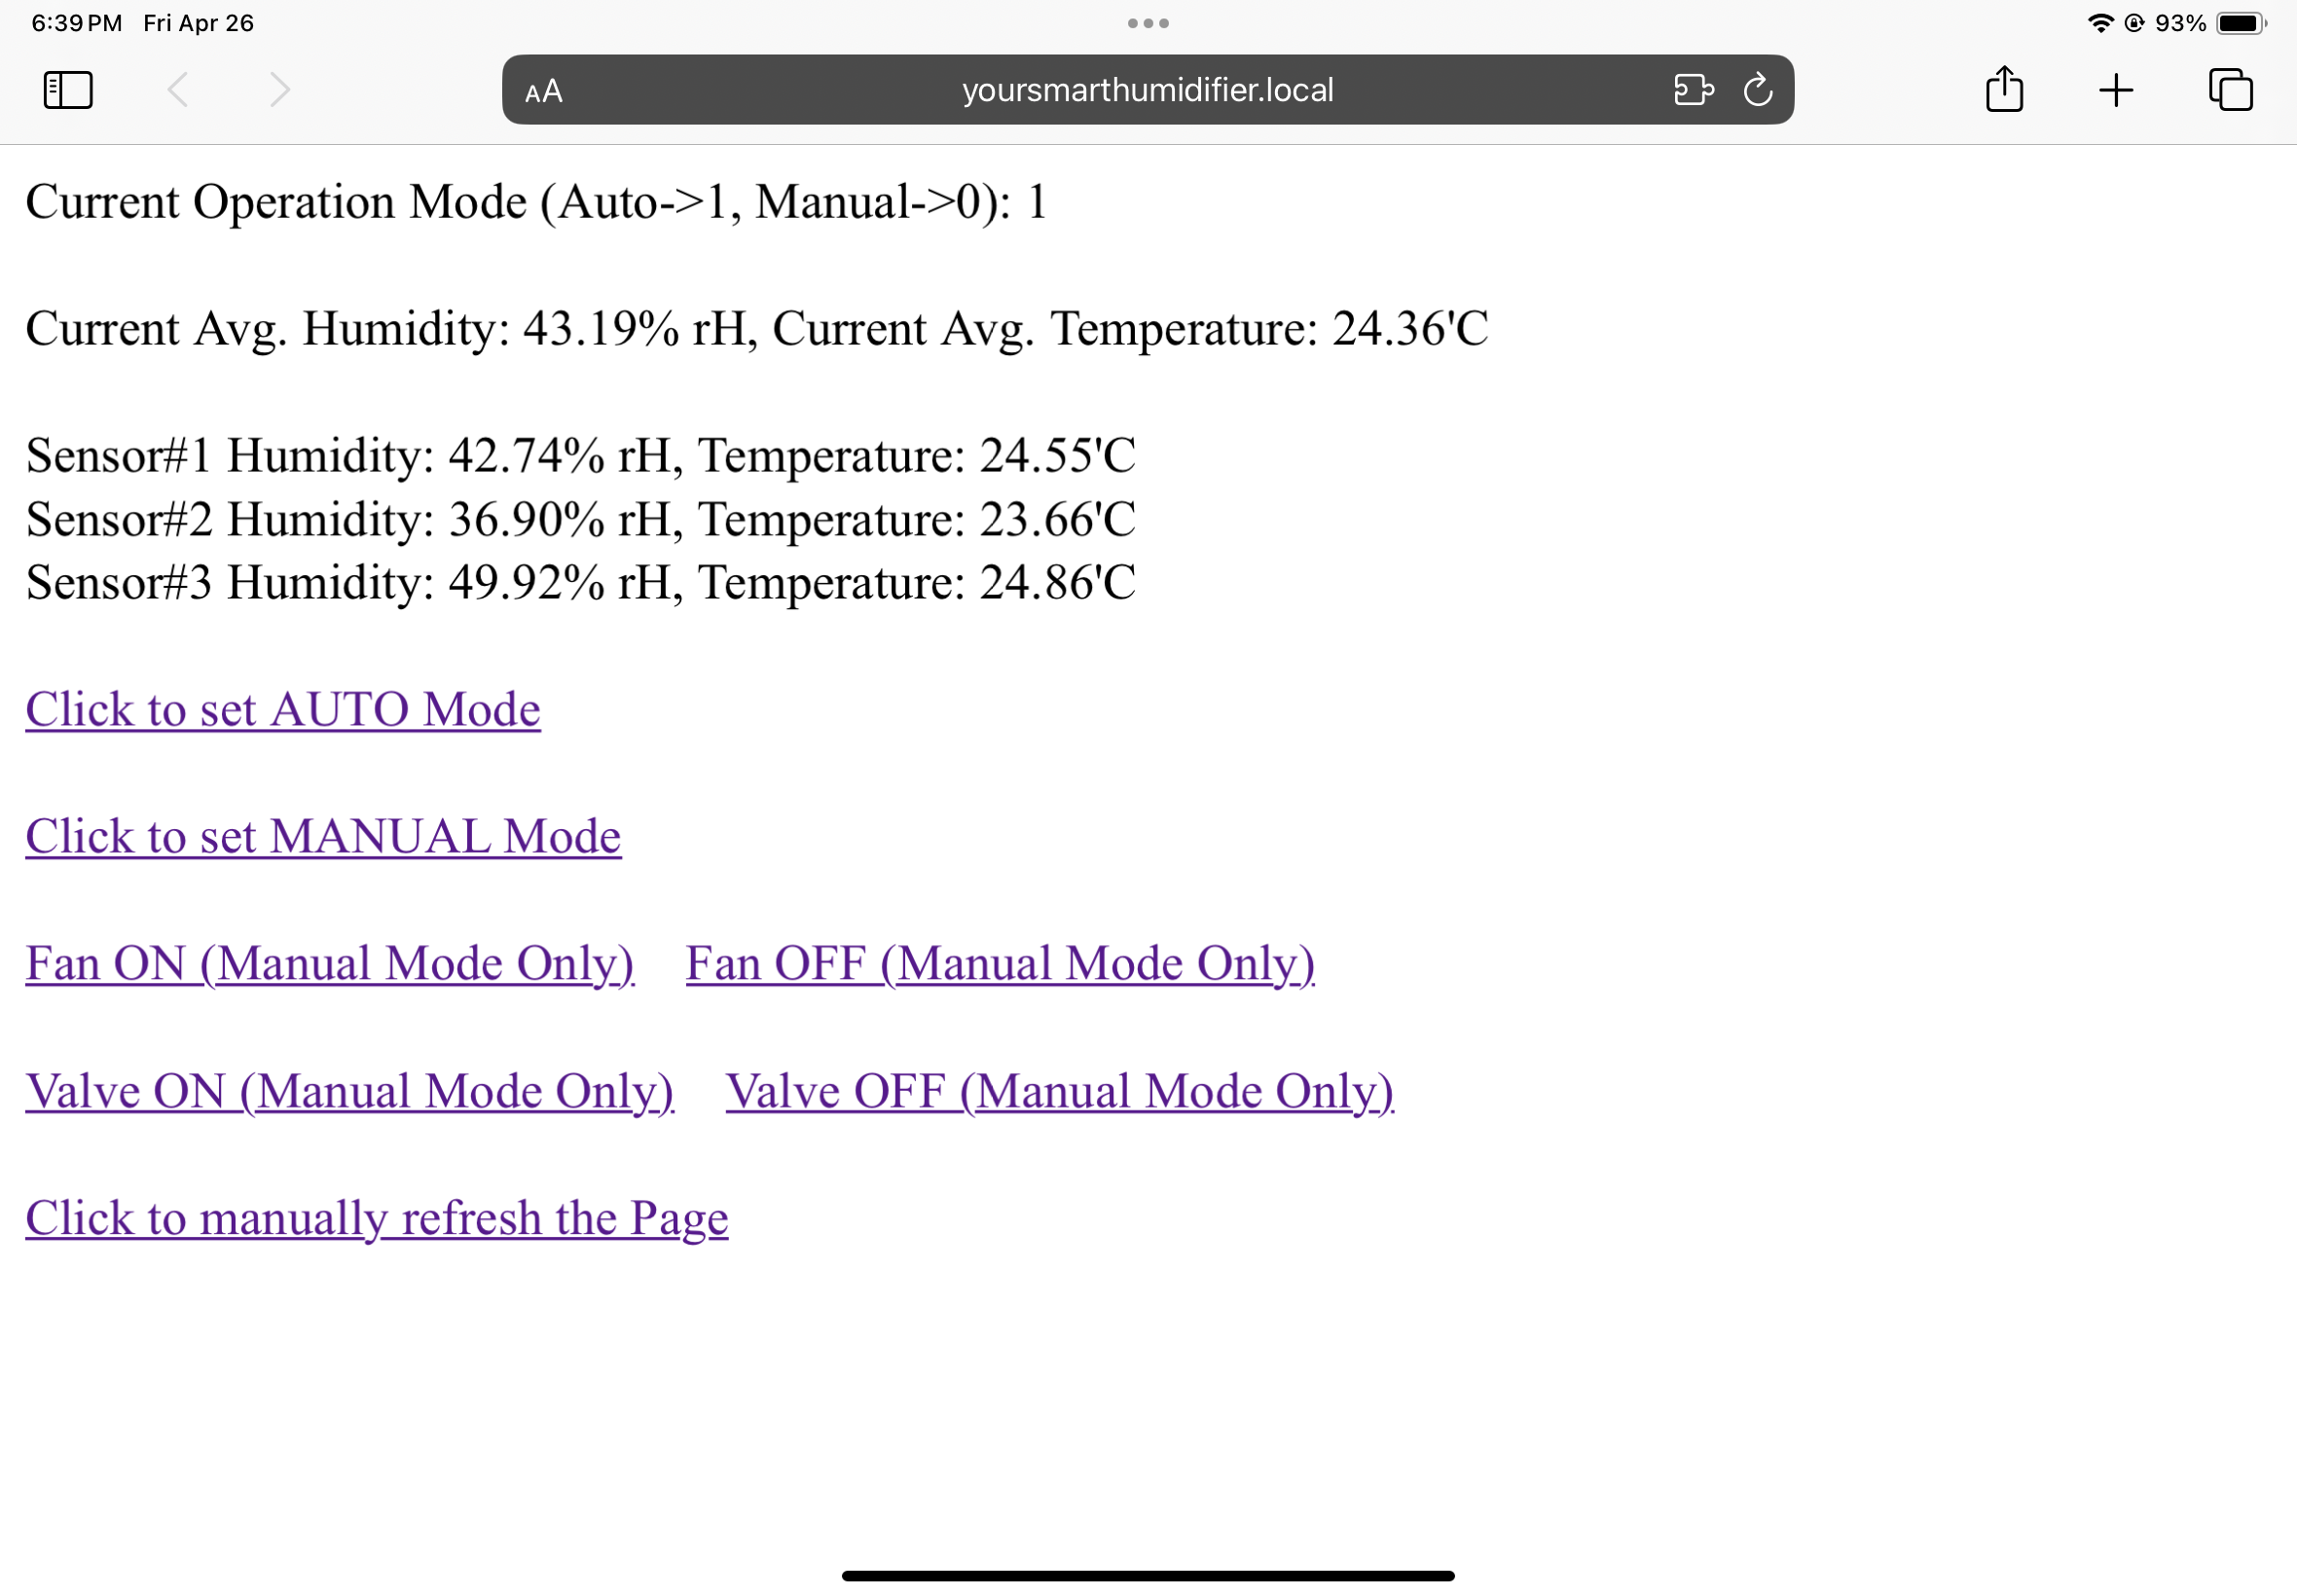 6:39 PM Fri Apr 26 93%
AA yoursmarthumidifier.local
Current Operation Mode (Auto->1, Manual->0): 1
Current Avg. Humidity: 43.19% rH, Current Avg. Temperature: 24.36'C
Sensor#1 Humidity: 42.74% rH, Temperature: 24.55'C
Sensor#2 Humidity: 36.90% rH, Temperature: 23.66'C
Sensor#3 Humidity: 49.92% rH, Temperature: 24.86'C
Click to set AUTO Mode
Click to set MANUAL Mode
Fan ON (Manual Mode Only) Fan OFF (Manual Mode Only)
Valve ON (Manual Mode Only) Valve OFF (Manual Mode Only)
Click to manually refresh the Page